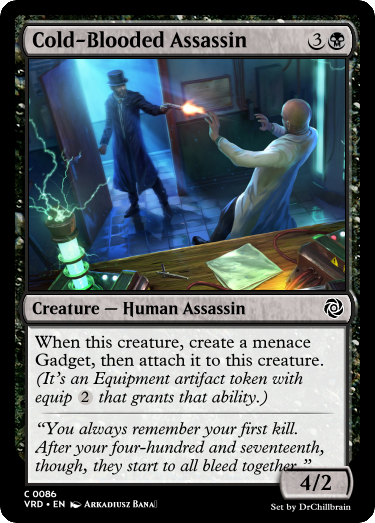 Cold-Blooded Assassin 3
Creature — Human Assassin
When this creature, create a menace
Gadget, then attach it to this creature.
(It's an Equipment artifact token with
equip 2 that grants that ability.)
"You always remember your first kill.
After your four-hundred and seventeenth,
though, they start to all bleed together."
4/2
C 0086
VRD • EN Arkadiusz Bana
Set by DrChillbrain